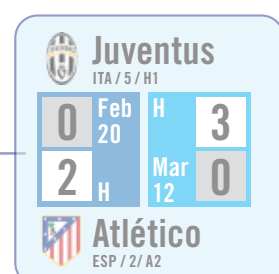 Juventus
ITA / 5 / H1
0 Feb 20 H 3
2 H Mar 12 0
Atlético
ESP / 2 / A2